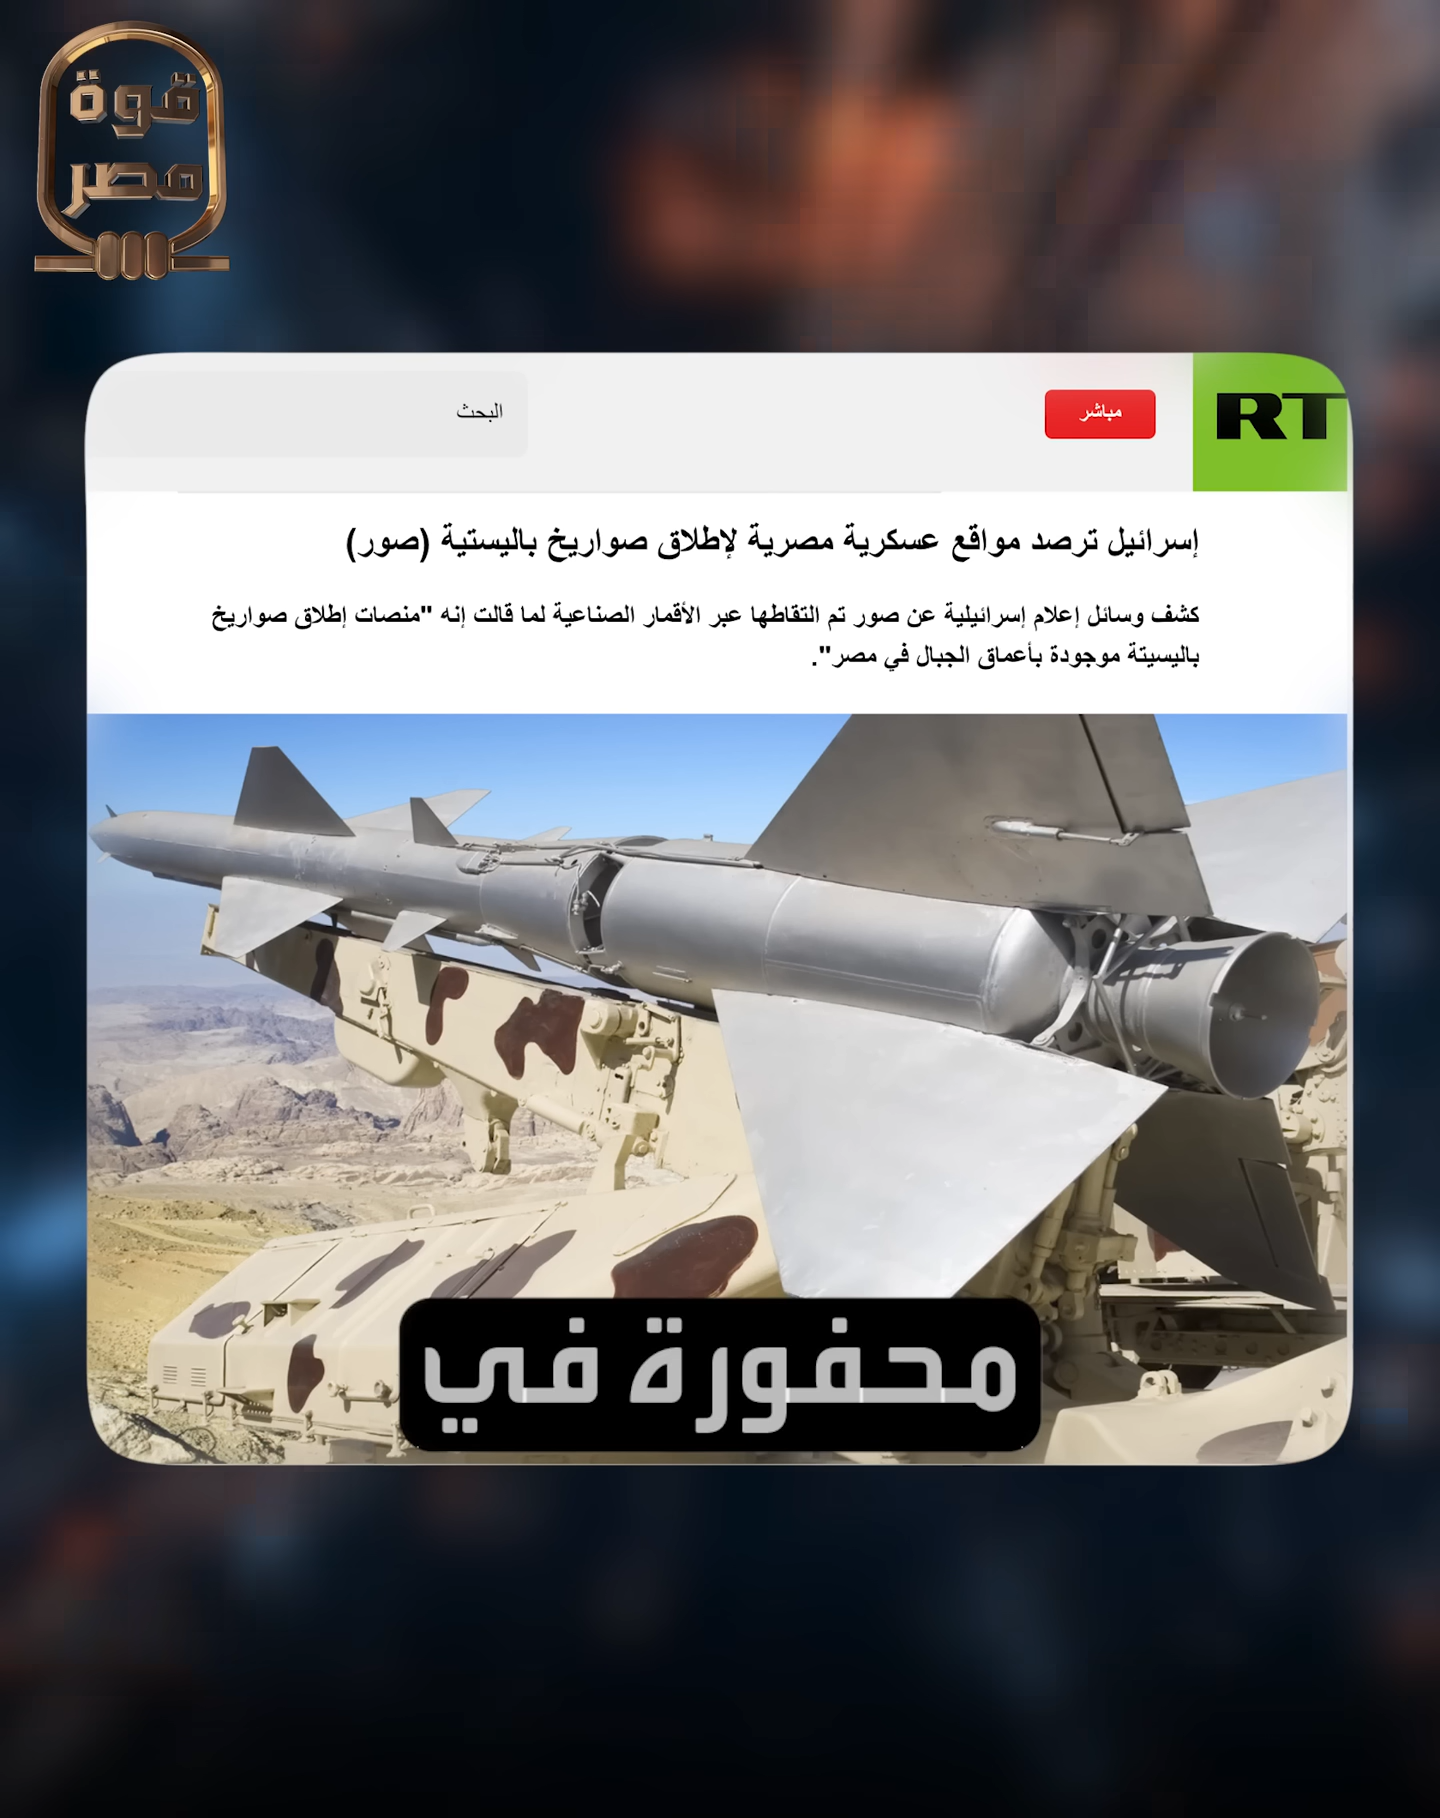 قوة
مصر
RT
مباشر
البحث
إسرائيل ترصد مواقع عسكرية مصرية لإطلاق صواريخ باليستية (صور)
كشف وسائل إعلام إسرائيلية عن صور تم التقاطها عبر الأقمار الصناعية لما قالت إنه "منصات إطلاق صواريخ
باليسيتة موجودة بأعماق الجبال في مصر".
محفورة في